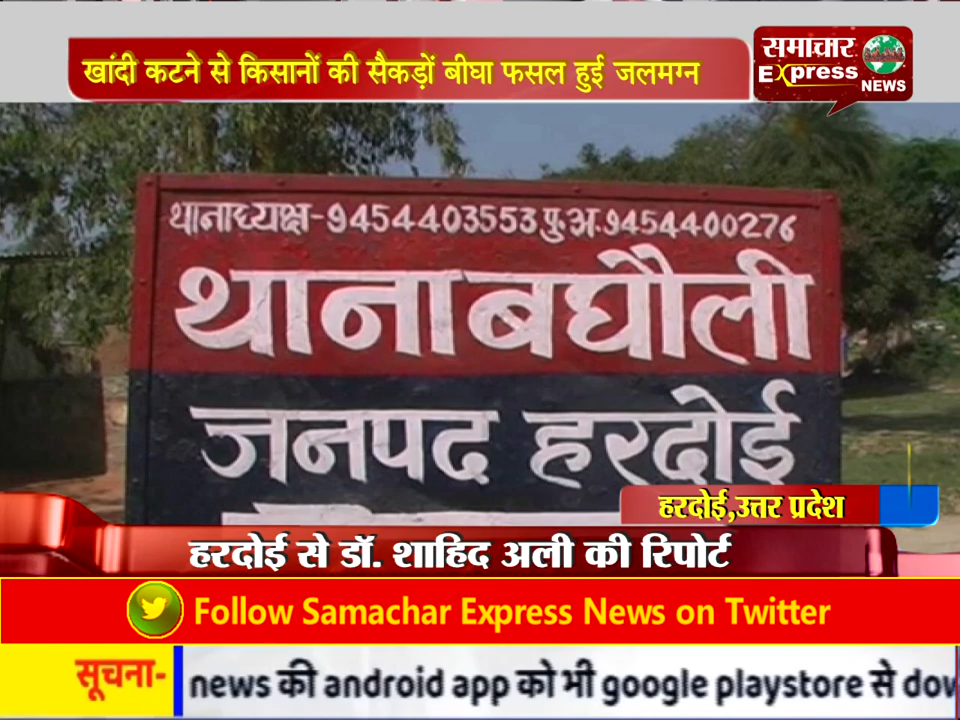 खांदी कटने से किसानों की सैकड़ों बीघा फसल हुई जलमग्न
समाचार
Express
NEWS
थानाध्यक्ष-9454403553 पु.अ.9454400276
थाना बघौली
जनपद हरदोई
हरदोई,उत्तर प्रदेश
हरदोई से डॉ. शाहिद अली की रिपोर्ट
Follow Samachar Express News on Twitter
सूचना- news की android app को भी google playstore से